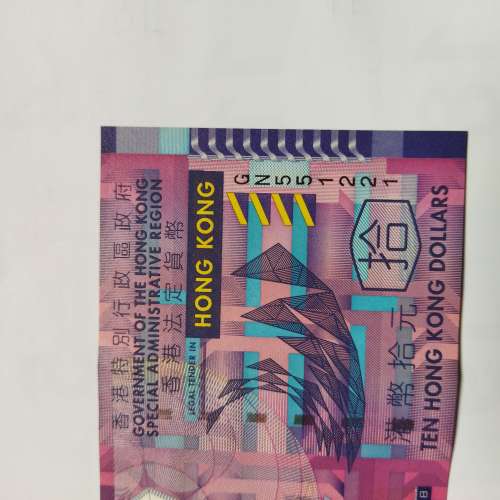 香港特別行政區政府
GOVERNMENT OF THE HONG KONG
SPECIAL ADMINISTRATIVE REGION
香港法定貨幣
LEGAL TENDER IN
HONG KONG
GN551221
拾
港幣拾元
TEN HONG KONG DOLLARS